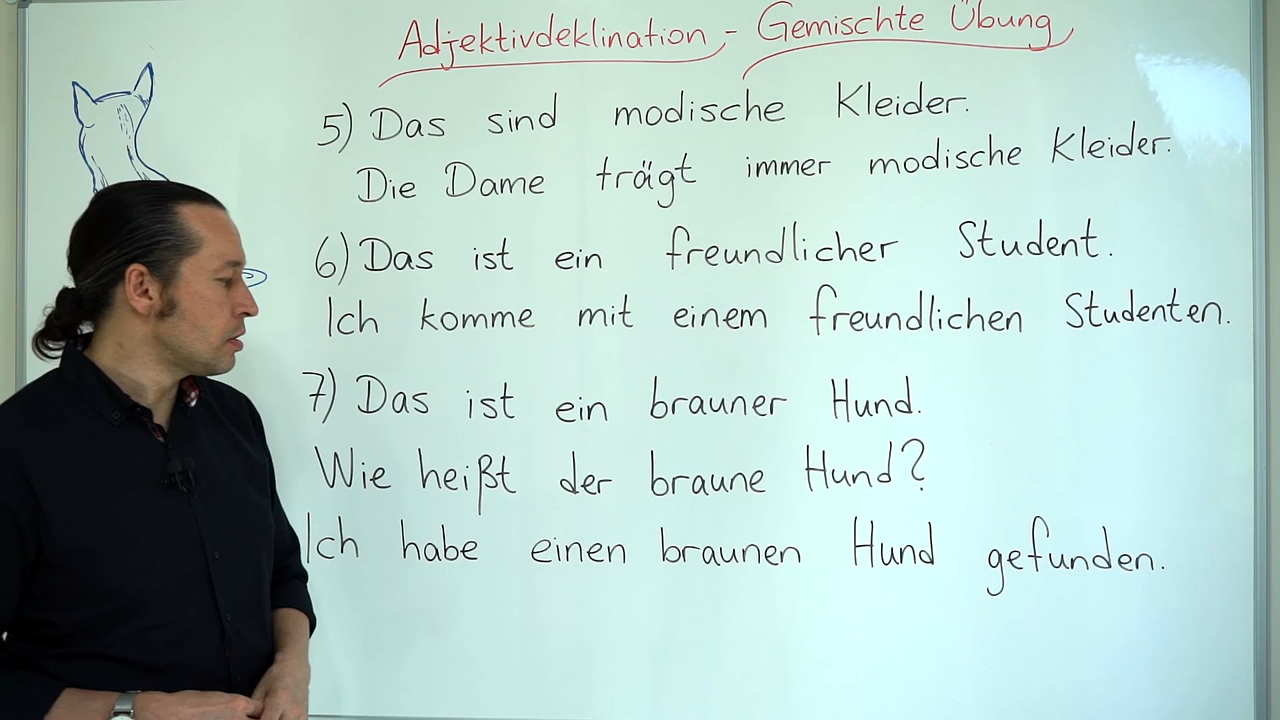 Adjektivdeklination - Gemischte Übung
5) Das sind modische Kleider.
Die Dame trägt immer modische Kleider.
6) Das ist ein freundlicher Student.
Ich komme mit einem freundlichen Studenten.
7) Das ist ein brauner Hund.
Wie heißt der braune Hund?
Ich habe einen braunen Hund gefunden.